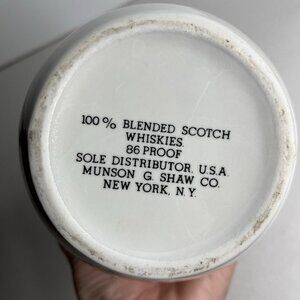 100% BLENDED SCOTCH
WHISKIES.
86 PROOF
SOLE DISTRIBUTOR, U.S.A.
MUNSON G. SHAW CO.
NEW YORK, N.Y.